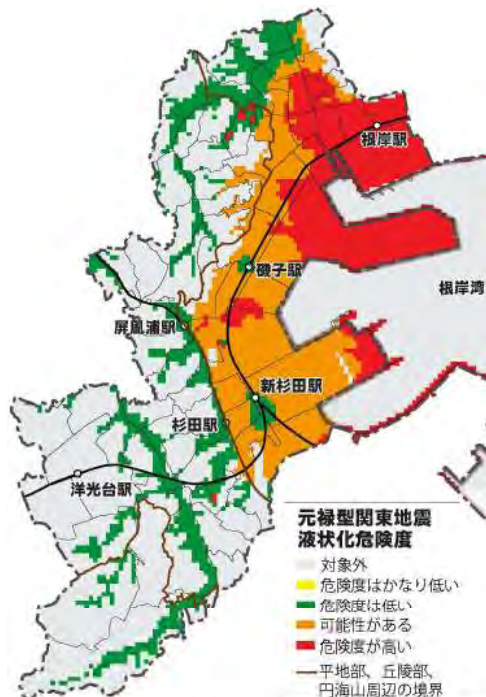 根岸駅
磯子駅
根岸湾
屏風浦駅
新杉田駅
杉田駅
洋光台駅
元禄型関東地震
液状化危険度
対象外
危険度はかなり低い
危険度は低い
可能性がある
危険度が高い
平地部、丘陵部、
円海山周辺の境界